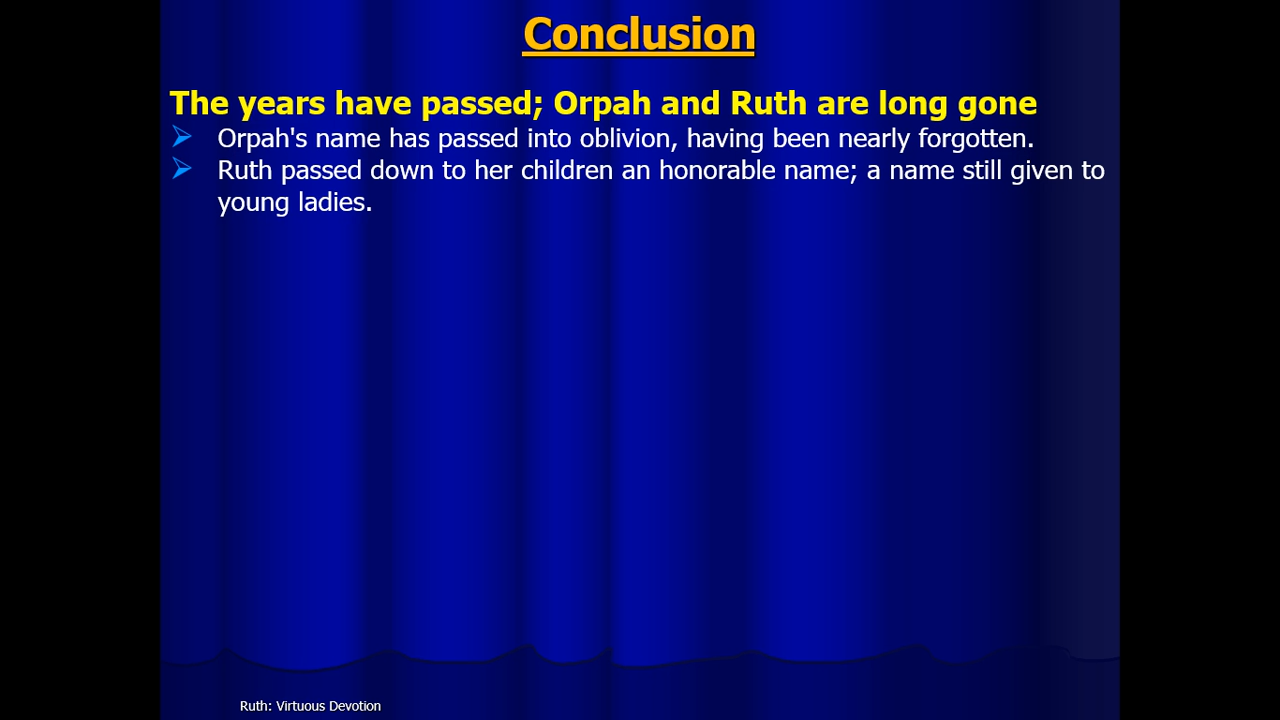 Conclusion
The years have passed; Orpah and Ruth are long gone
Orpah's name has passed into oblivion, having been nearly forgotten.
Ruth passed down to her children an honorable name; a name still given to
young ladies.
Ruth: Virtuous Devotion